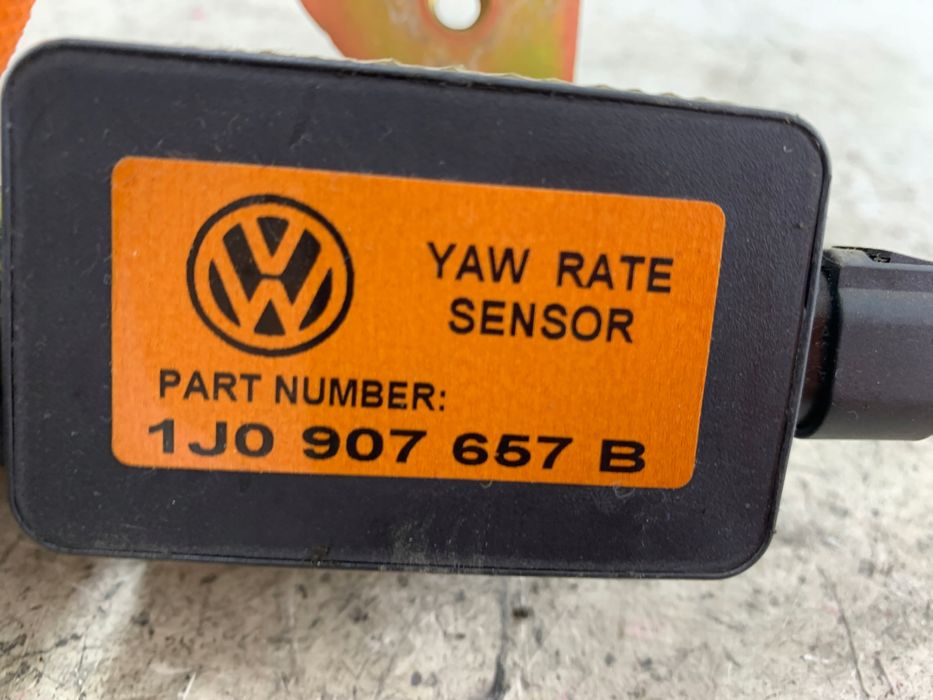 YAW RATE
SENSOR
PART NUMBER:
1J0 907 657 B